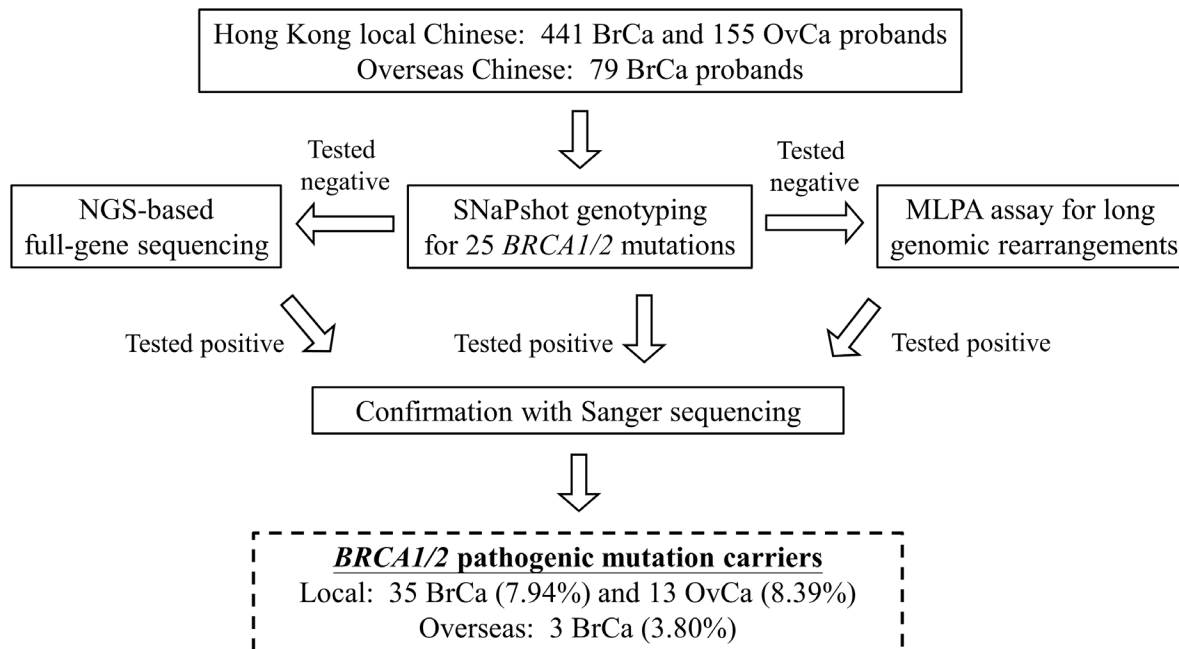 Hong Kong local Chinese: 441 BrCa and 155 OvCa probands
Overseas Chinese: 79 BrCa probands
Tested
negative
Tested
negative
NGS-based
full-gene sequencing
SNaPshot genotyping
for 25 BRCA1/2 mutations
MLPA assay for long
genomic rearrangements
Tested positive
Tested positive
Tested positive
Confirmation with Sanger sequencing
BRCA1/2 pathogenic mutation carriers
Local: 35 BrCa (7.94%) and 13 OvCa (8.39%)
Overseas: 3 BrCa (3.80%)